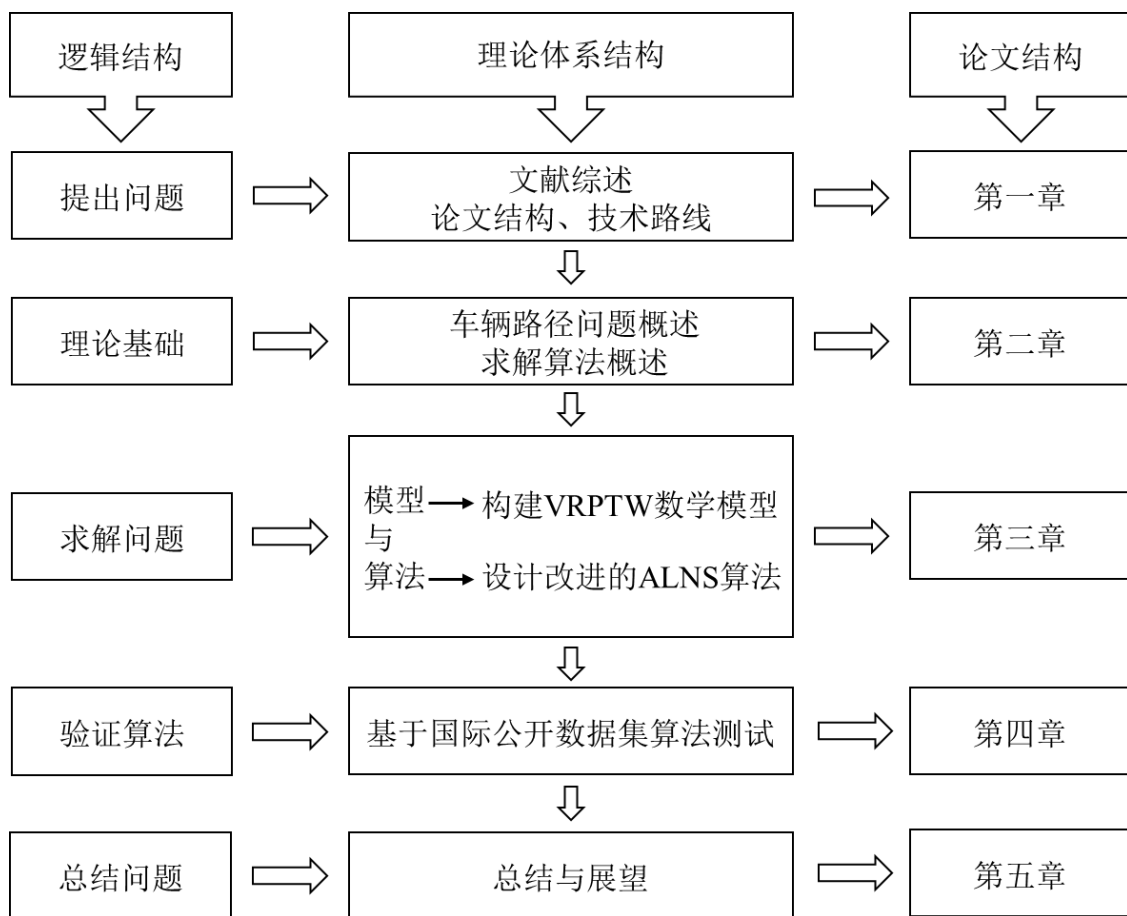 逻辑结构
理论体系结构
论文结构
提出问题
文献综述
论文结构、技术路线
第一章
理论基础
车辆路径问题概述
求解算法概述
第二章
求解问题
模型
构建VRPTW数学模型
与
算法
设计改进的ALNS算法
第三章
验证算法
基于国际公开数据集算法测试
第四章
总结问题
总结与展望
第五章